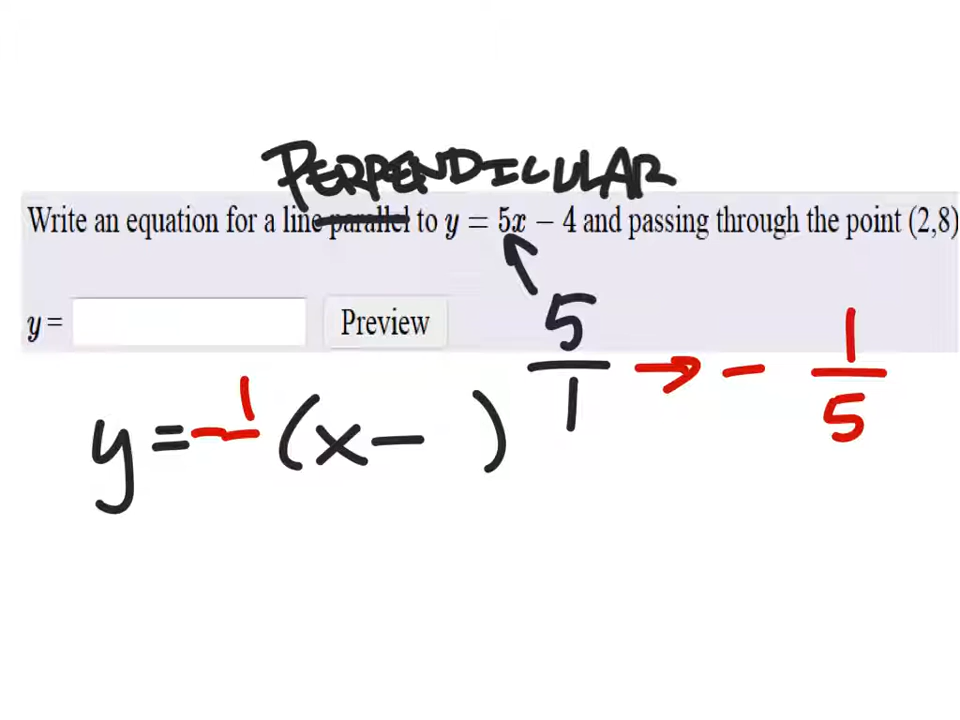 PERPENDICULAR
Write an equation for a line parallel to y = 5x − 4 and passing through the point (2,8)
y =
Preview
5/1 → − 1/5
y = −1 (x − )